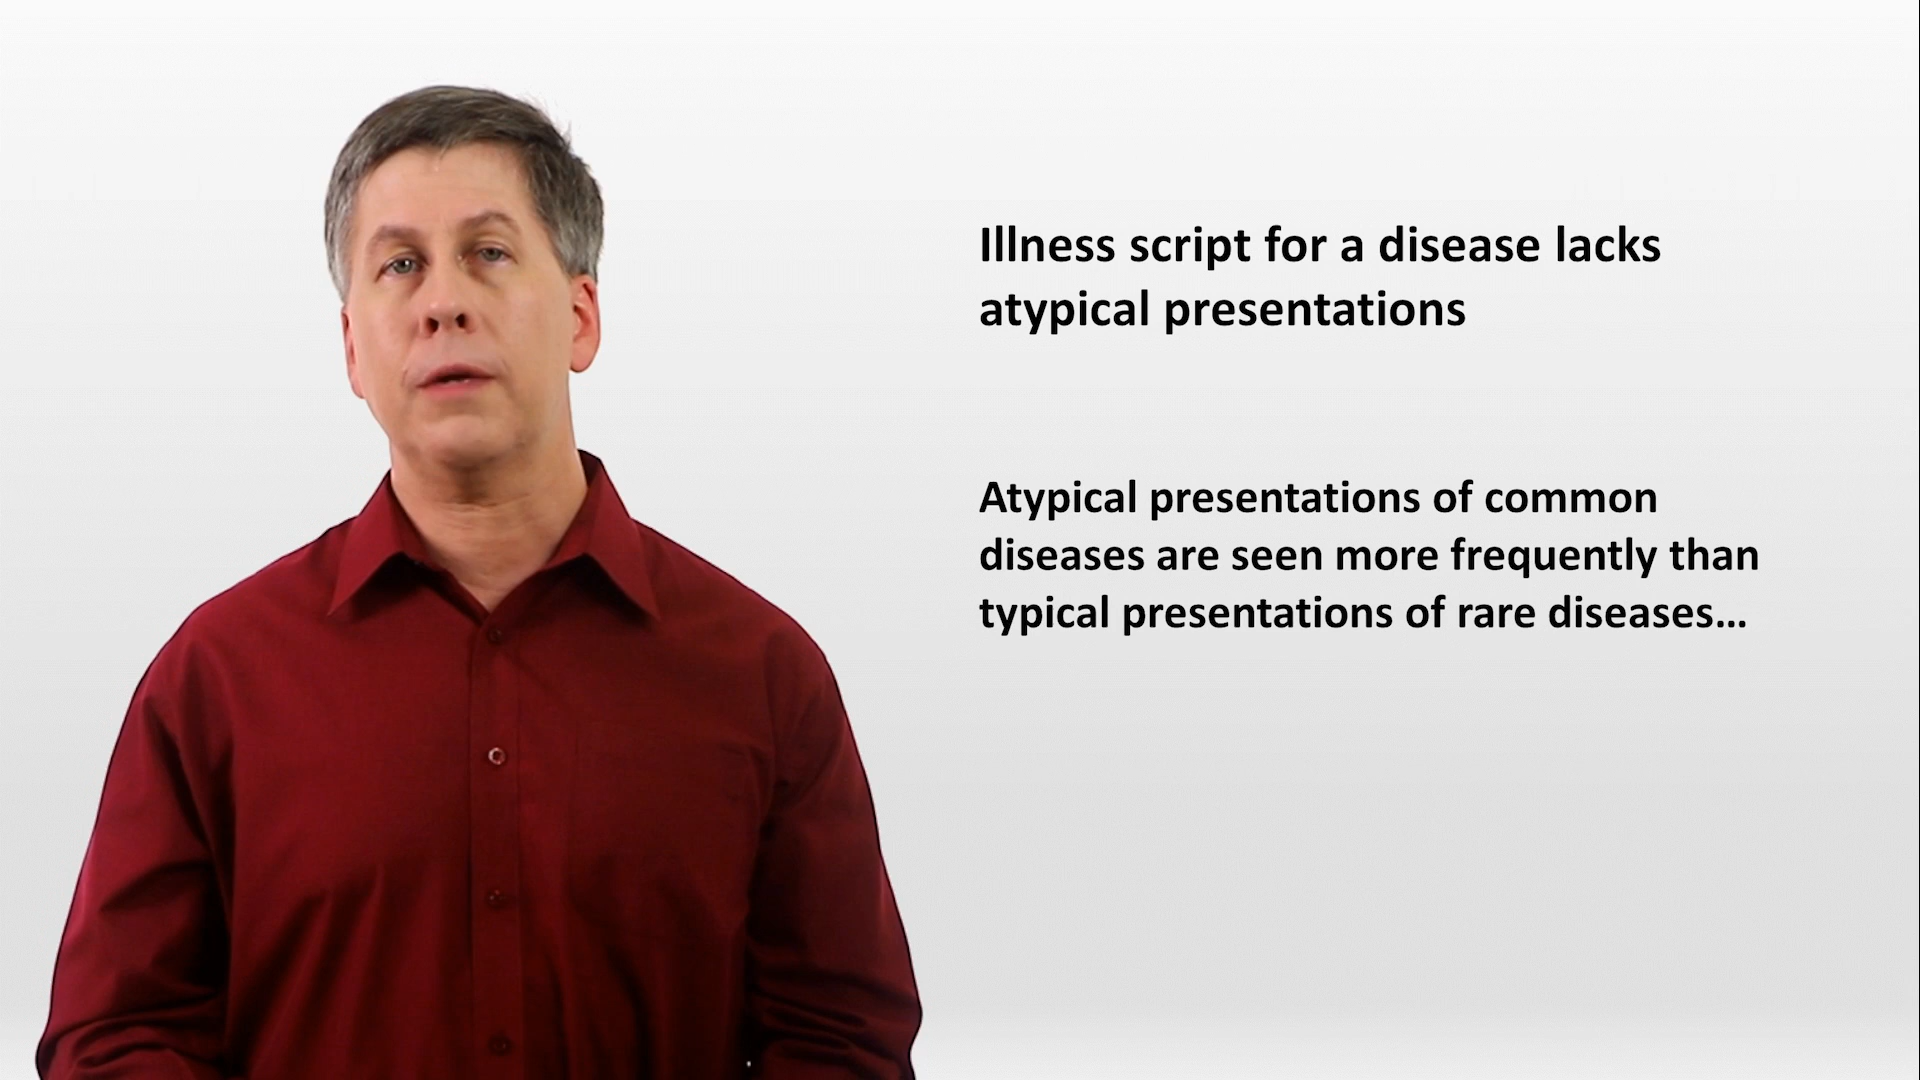 Illness script for a disease lacks
atypical presentations
Atypical presentations of common
diseases are seen more frequently than
typical presentations of rare diseases...